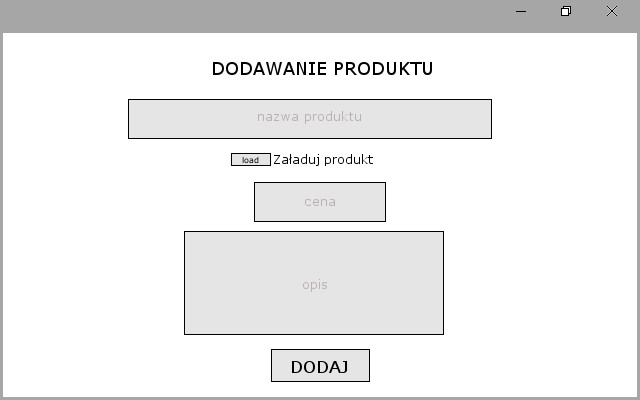 DODAWANIE PRODUKTU
nazwa produktu
load Załaduj produkt
cena
opis
DODAJ